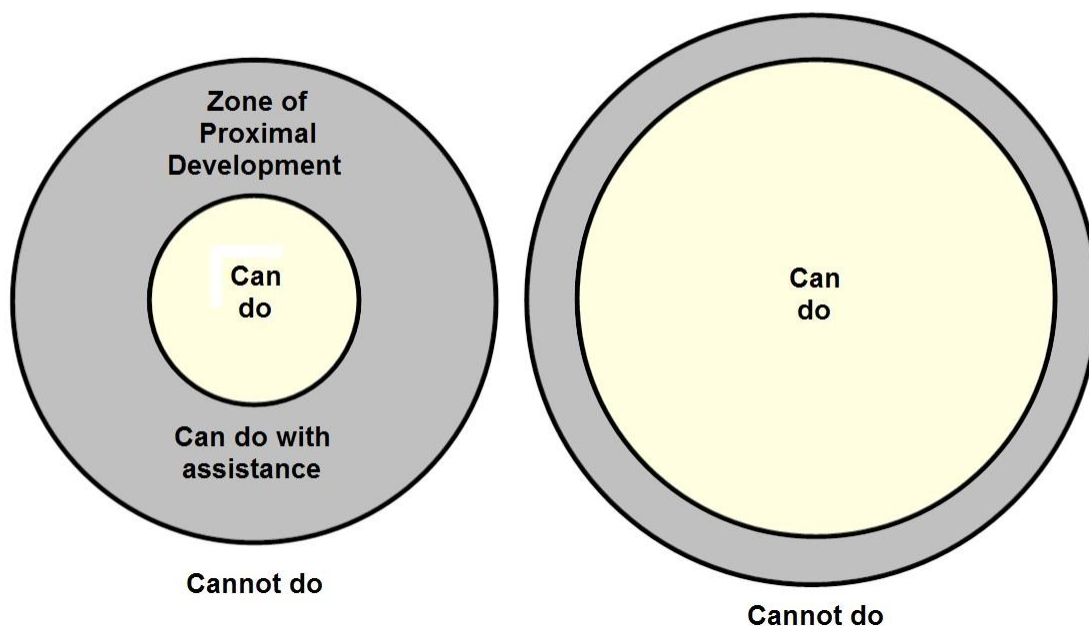 Zone of
Proximal
Development
Can
do
Can do with
assistance
Cannot do
Can
do
Cannot do